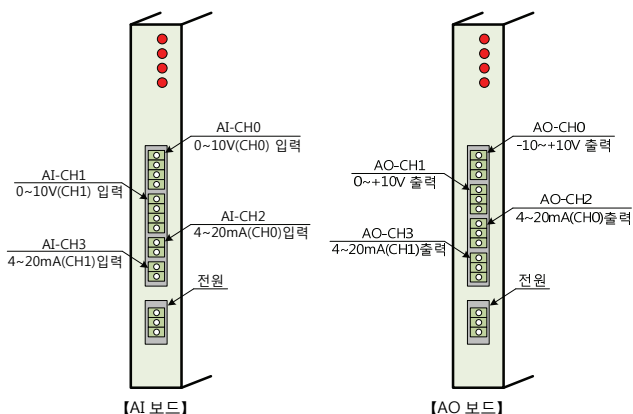 AI-CH0
0~10V(CH0) 입력
AI-CH1
0~10V(CH1) 입력
AI-CH2
4~20mA(CH0)입력
AI-CH3
4~20mA(CH1)입력
전원
【AI 보드】
AO-CH0
-10~+10V 출력
AO-CH1
0~+10V 출력
AO-CH2
4~20mA(CH0)출력
AO-CH3
4~20mA(CH1)출력
전원
【AO 보드】